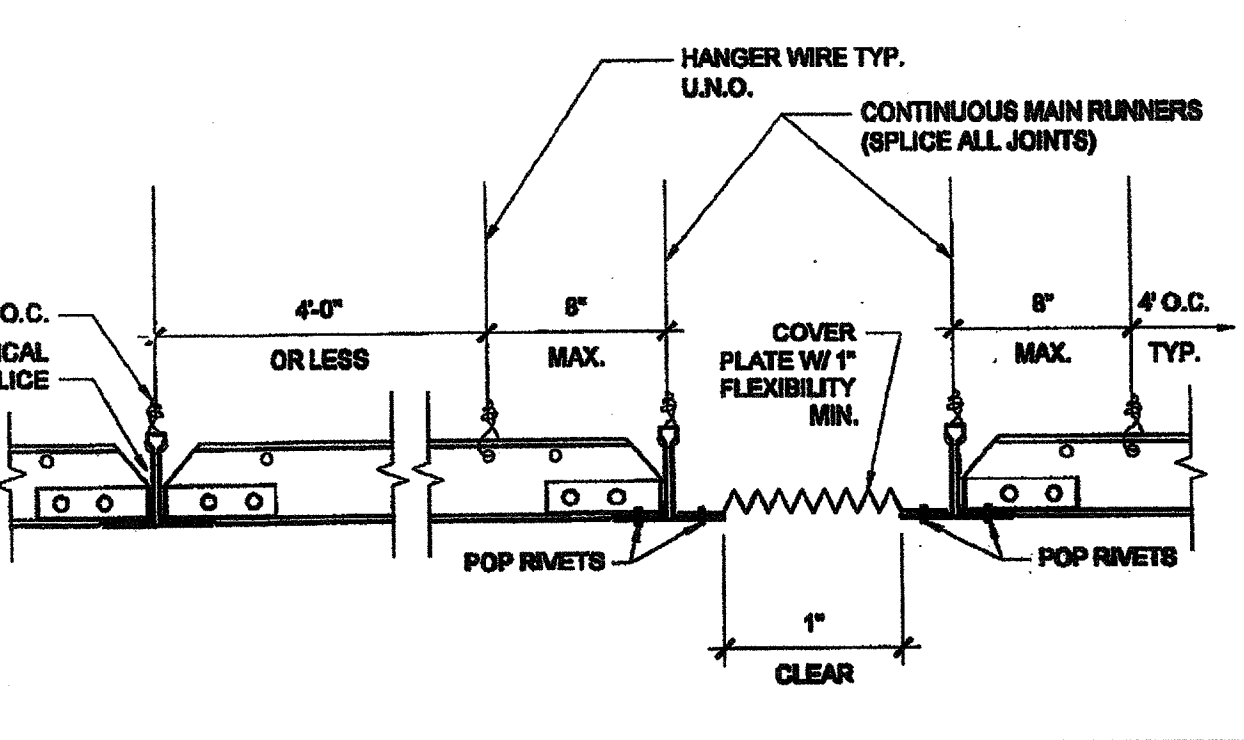 HANGER WIRE TYP.
U.N.O.
CONTINUOUS MAIN RUNNERS
(SPLICE ALL JOINTS)
O.C.
ICAL
LICE
4'-0"
OR LESS
8"
MAX.
COVER
PLATE W/ 1"
FLEXIBILITY
MIN.
8"
MAX.
4' O.C.
TYP.
POP RIVETS
POP RIVETS
1"
CLEAR